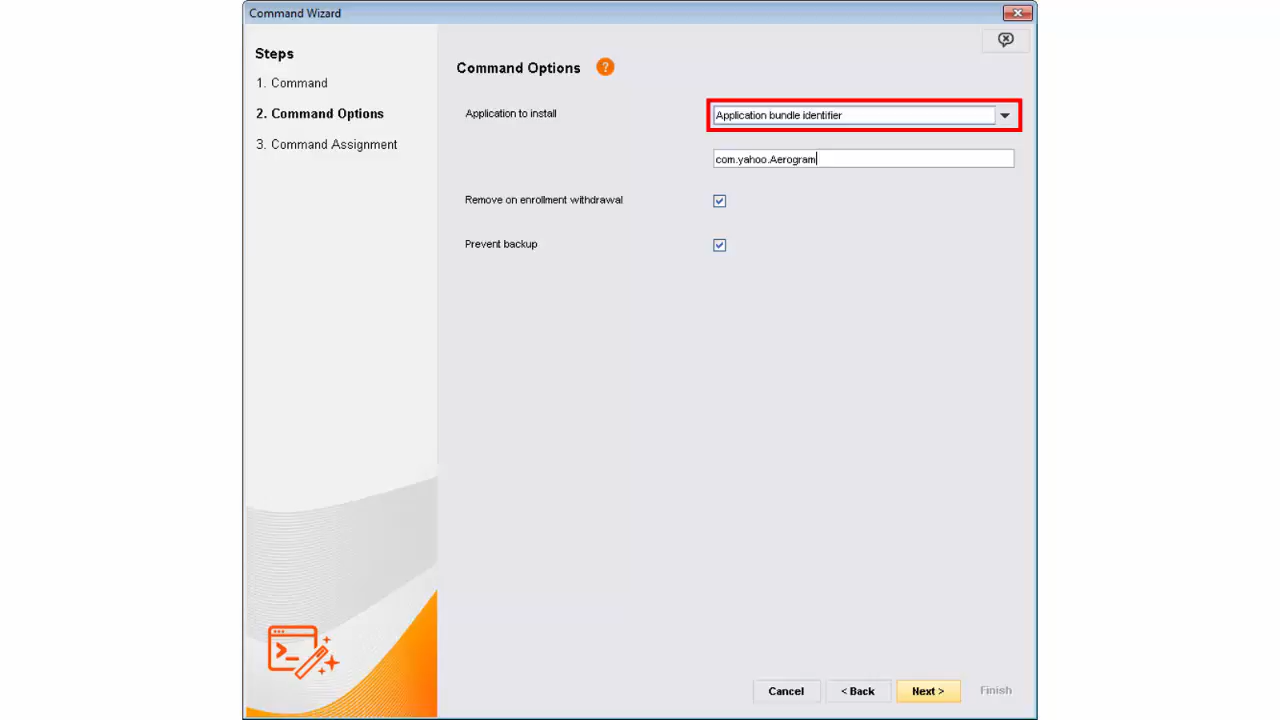 Command Wizard
Steps
1. Command
2. Command Options
3. Command Assignment
Command Options ?
Application to install
Application bundle identifier
com.yahoo.Aerogram
Remove on enrollment withdrawal
Prevent backup
Cancel
< Back
Next >
Finish